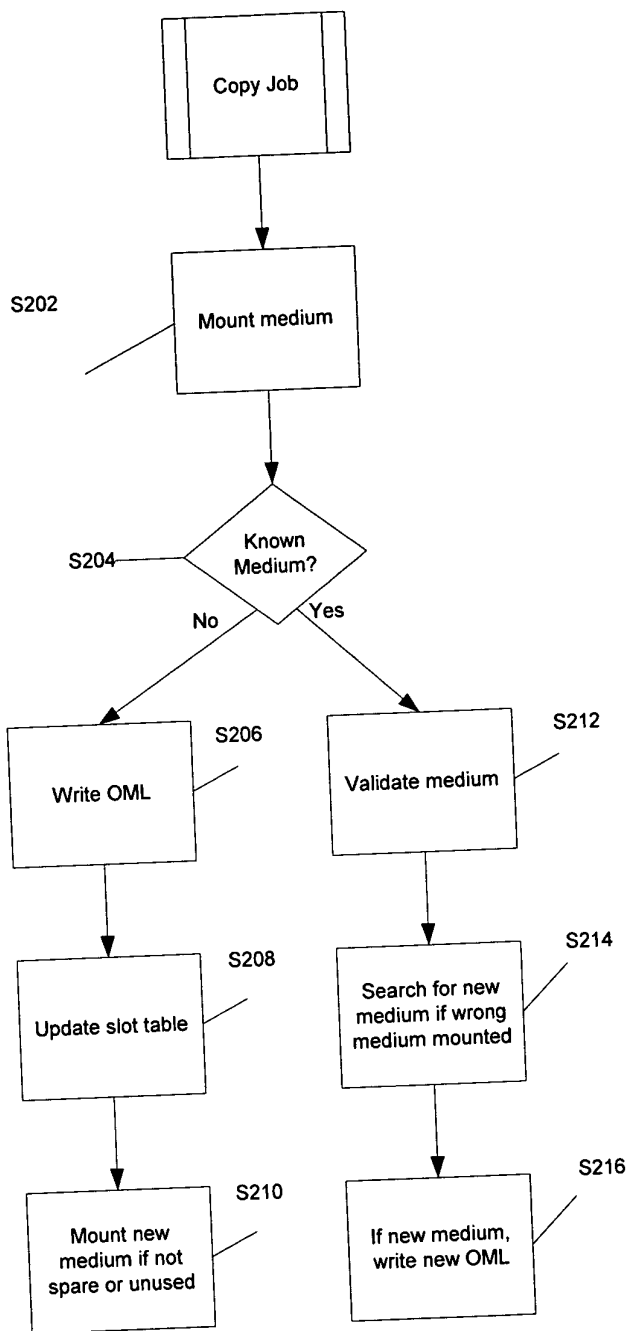 Copy Job
S202
Mount medium
S204
Known
Medium?
No
Yes
S206
Write OML
S212
Validate medium
S208
Update slot table
S214
Search for new
medium if wrong
medium mounted
S210
Mount new
medium if not
spare or unused
S216
If new medium,
write new OML